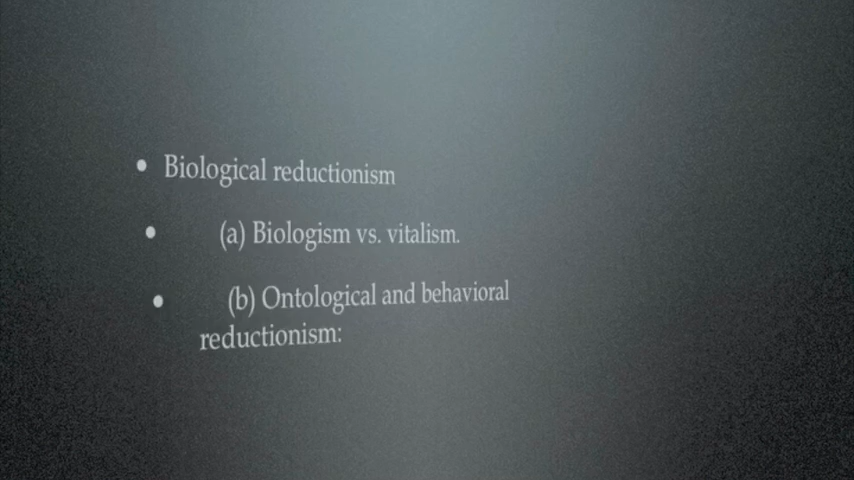 • Biological reductionism
• (a) Biologism vs. vitalism.
• (b) Ontological and behavioral
reductionism: